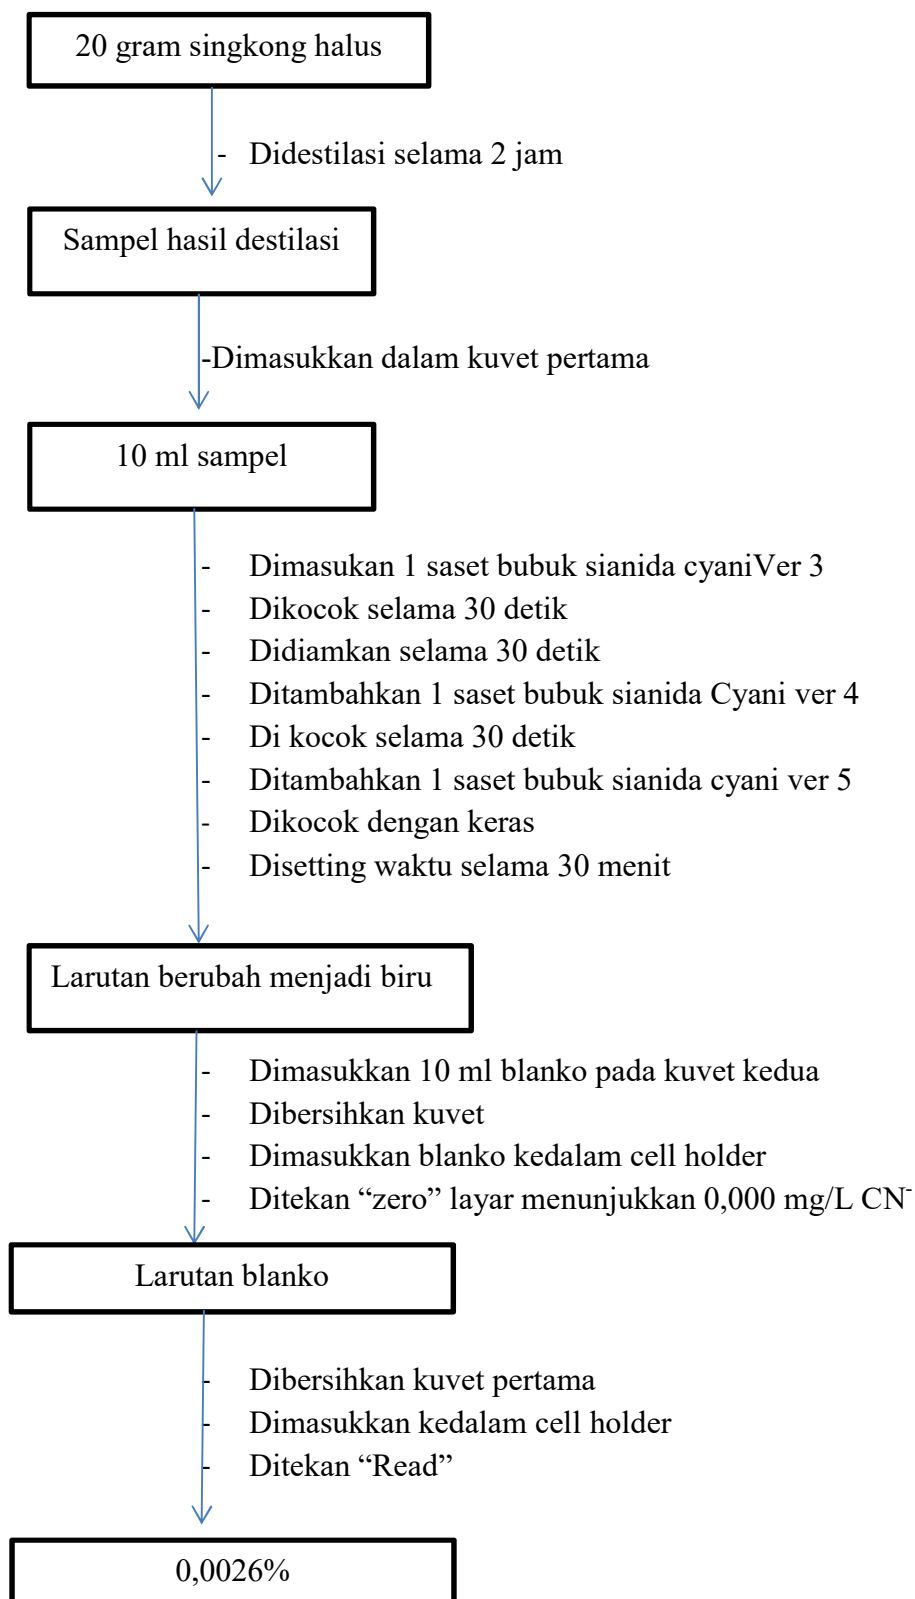 20 gram singkong halus
- Didestilasi selama 2 jam
Sampel hasil destilasi
-Dimasukkan dalam kuvet pertama
10 ml sampel
- Dimasukan 1 saset bubuk sianida cyaniVer 3
- Dikocok selama 30 detik
- Didiamkan selama 30 detik
- Ditambahkan 1 saset bubuk sianida Cyani ver 4
- Di kocok selama 30 detik
- Ditambahkan 1 saset bubuk sianida cyani ver 5
- Dikocok dengan keras
- Disetting waktu selama 30 menit
Larutan berubah menjadi biru
- Dimasukkan 10 ml blanko pada kuvet kedua
- Dibersihkan kuvet
- Dimasukkan blanko kedalam cell holder
- Ditekan “zero” layar menunjukkan 0,000 mg/L CN⁻
Larutan blanko
- Dibersihkan kuvet pertama
- Dimasukkan kedalam cell holder
- Ditekan “Read”
0,0026%